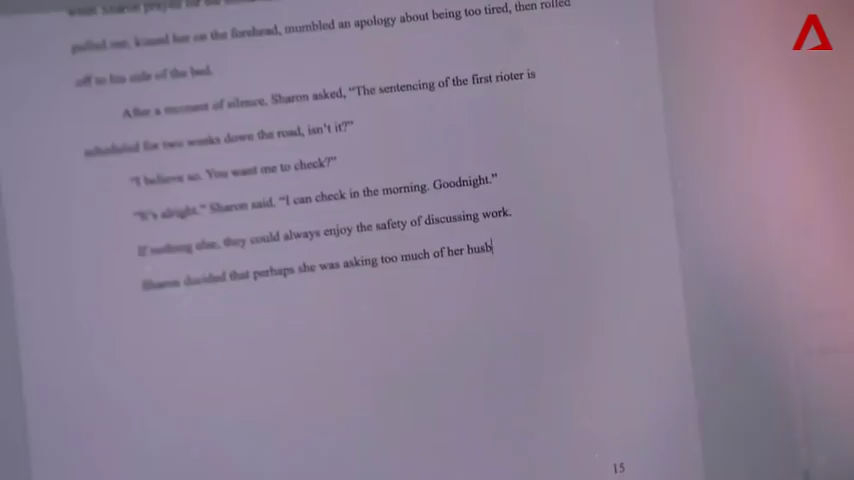 pulled out, kissed her on the forehead, mumbled an apology about being too tired, then rolled
off to his side of the bed.
After a moment of silence, Sharon asked, “The sentencing of the first rioter is
scheduled for two weeks down the road, isn’t it?”
“I believe so. You want me to check?”
“It’s alright.” Sharon said. “I can check in the morning. Goodnight.”
If nothing else, they could always enjoy the safety of discussing work.
Sharon decided that perhaps she was asking too much of her husb
15